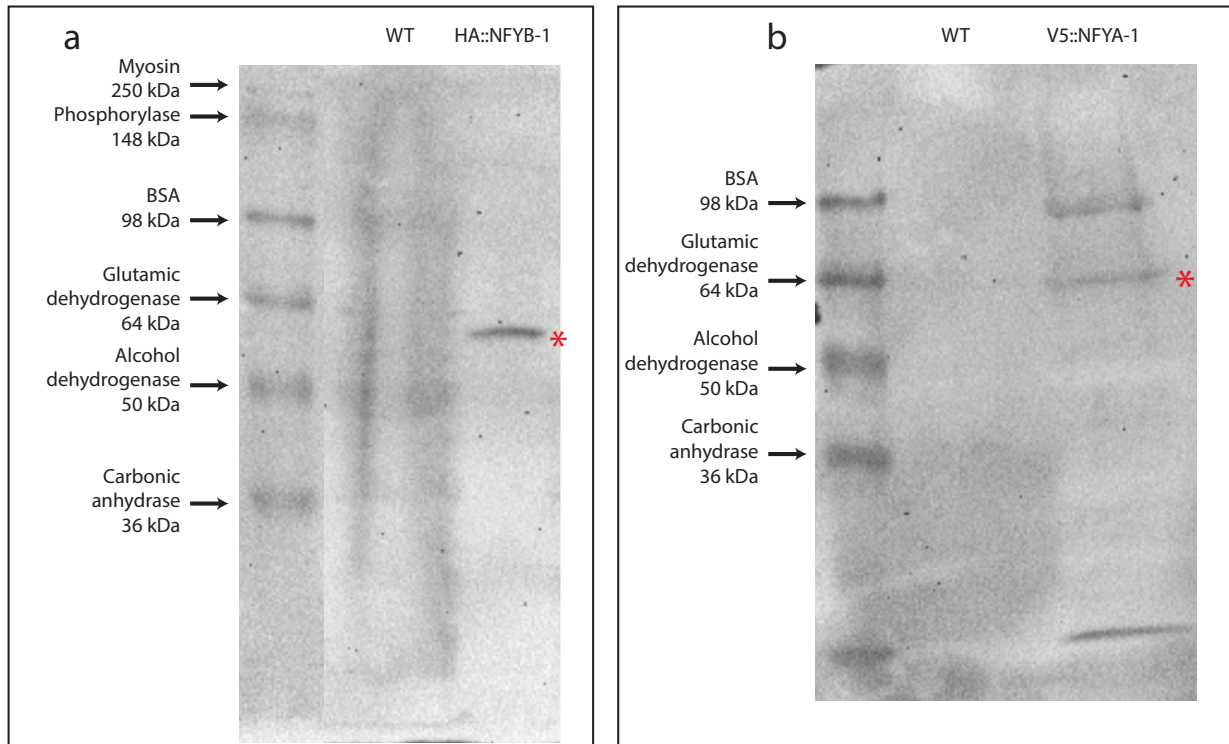 a
WT
HA::NFYB-1
Myosin
250 kDa
Phosphorylase
148 kDa
BSA
98 kDa
Glutamic
dehydrogenase
64 kDa
*
Alcohol
dehydrogenase
50 kDa
Carbonic
anhydrase
36 kDa
b
WT
V5::NFYA-1
BSA
98 kDa
Glutamic
dehydrogenase
64 kDa
*
Alcohol
dehydrogenase
50 kDa
Carbonic
anhydrase
36 kDa